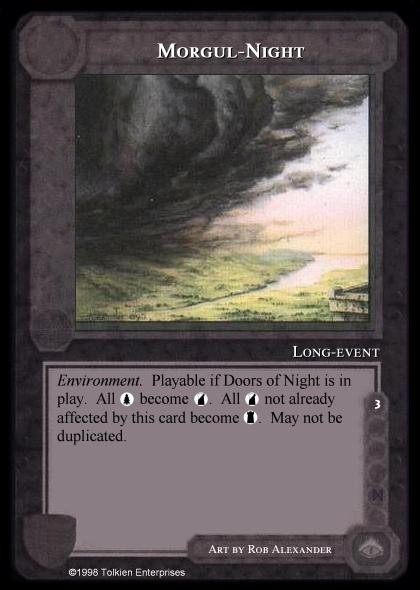 Morgul-Night
Long-event
Environment. Playable if Doors of Night is in
play. All become . All not already
affected by this card become . May not be
duplicated.
3
Art by Rob Alexander
©1998 Tolkien Enterprises